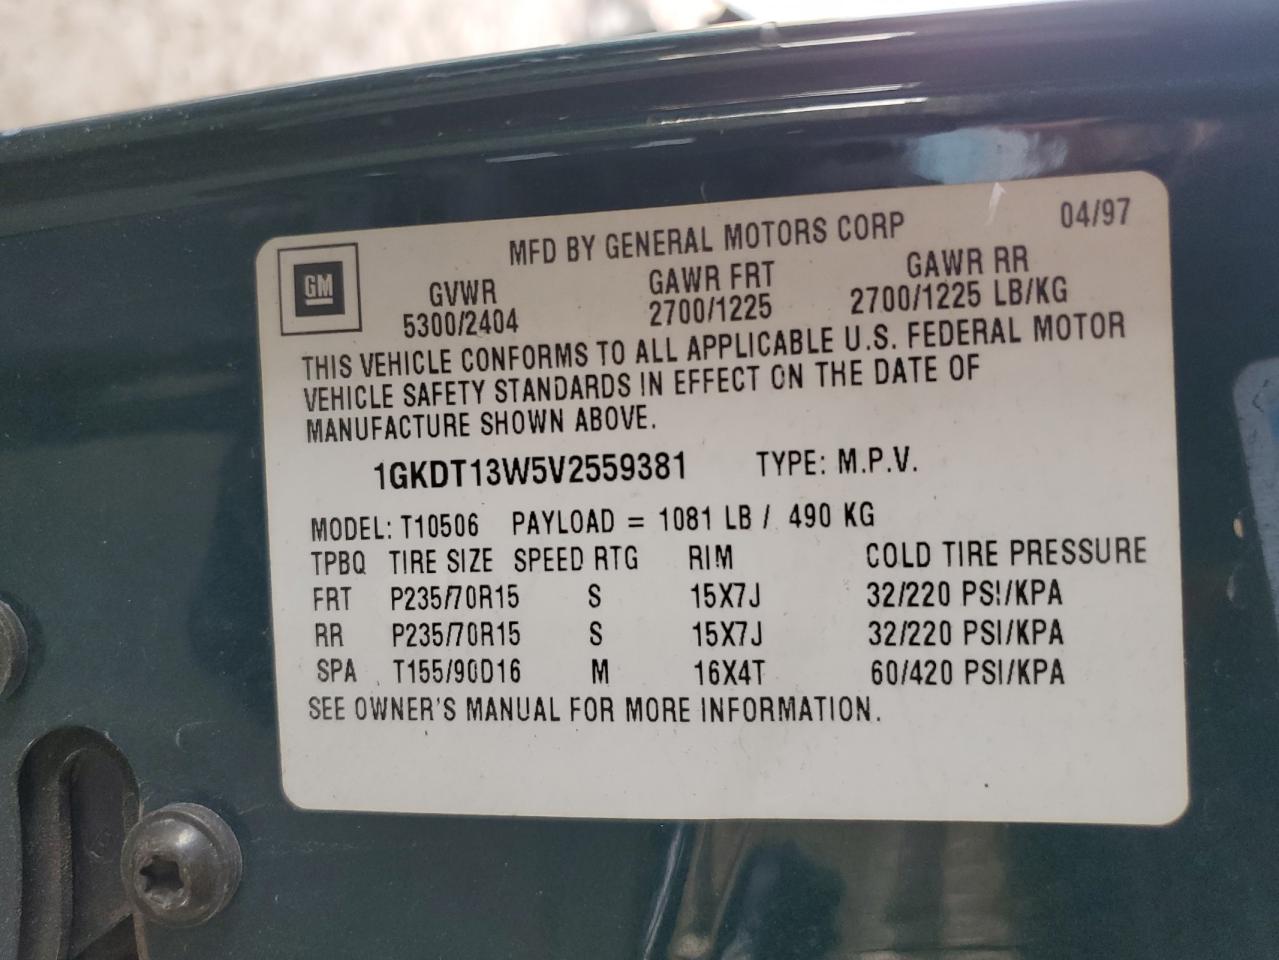 MFD BY GENERAL MOTORS CORP 04/97
GM
GVWR GAWR FRT GAWR RR
5300/2404 2700/1225 2700/1225 LB/KG
THIS VEHICLE CONFORMS TO ALL APPLICABLE U.S. FEDERAL MOTOR
VEHICLE SAFETY STANDARDS IN EFFECT ON THE DATE OF
MANUFACTURE SHOWN ABOVE.
1GKDT13W5V2559381 TYPE: M.P.V.
MODEL: T10506 PAYLOAD = 1081 LB / 490 KG
TPBQ TIRE SIZE SPEED RTG RIM COLD TIRE PRESSURE
FRT P235/70R15 S 15X7J 32/220 PSI/KPA
RR P235/70R15 S 15X7J 32/220 PSI/KPA
SPA T155/90D16 M 16X4T 60/420 PSI/KPA
SEE OWNER'S MANUAL FOR MORE INFORMATION.